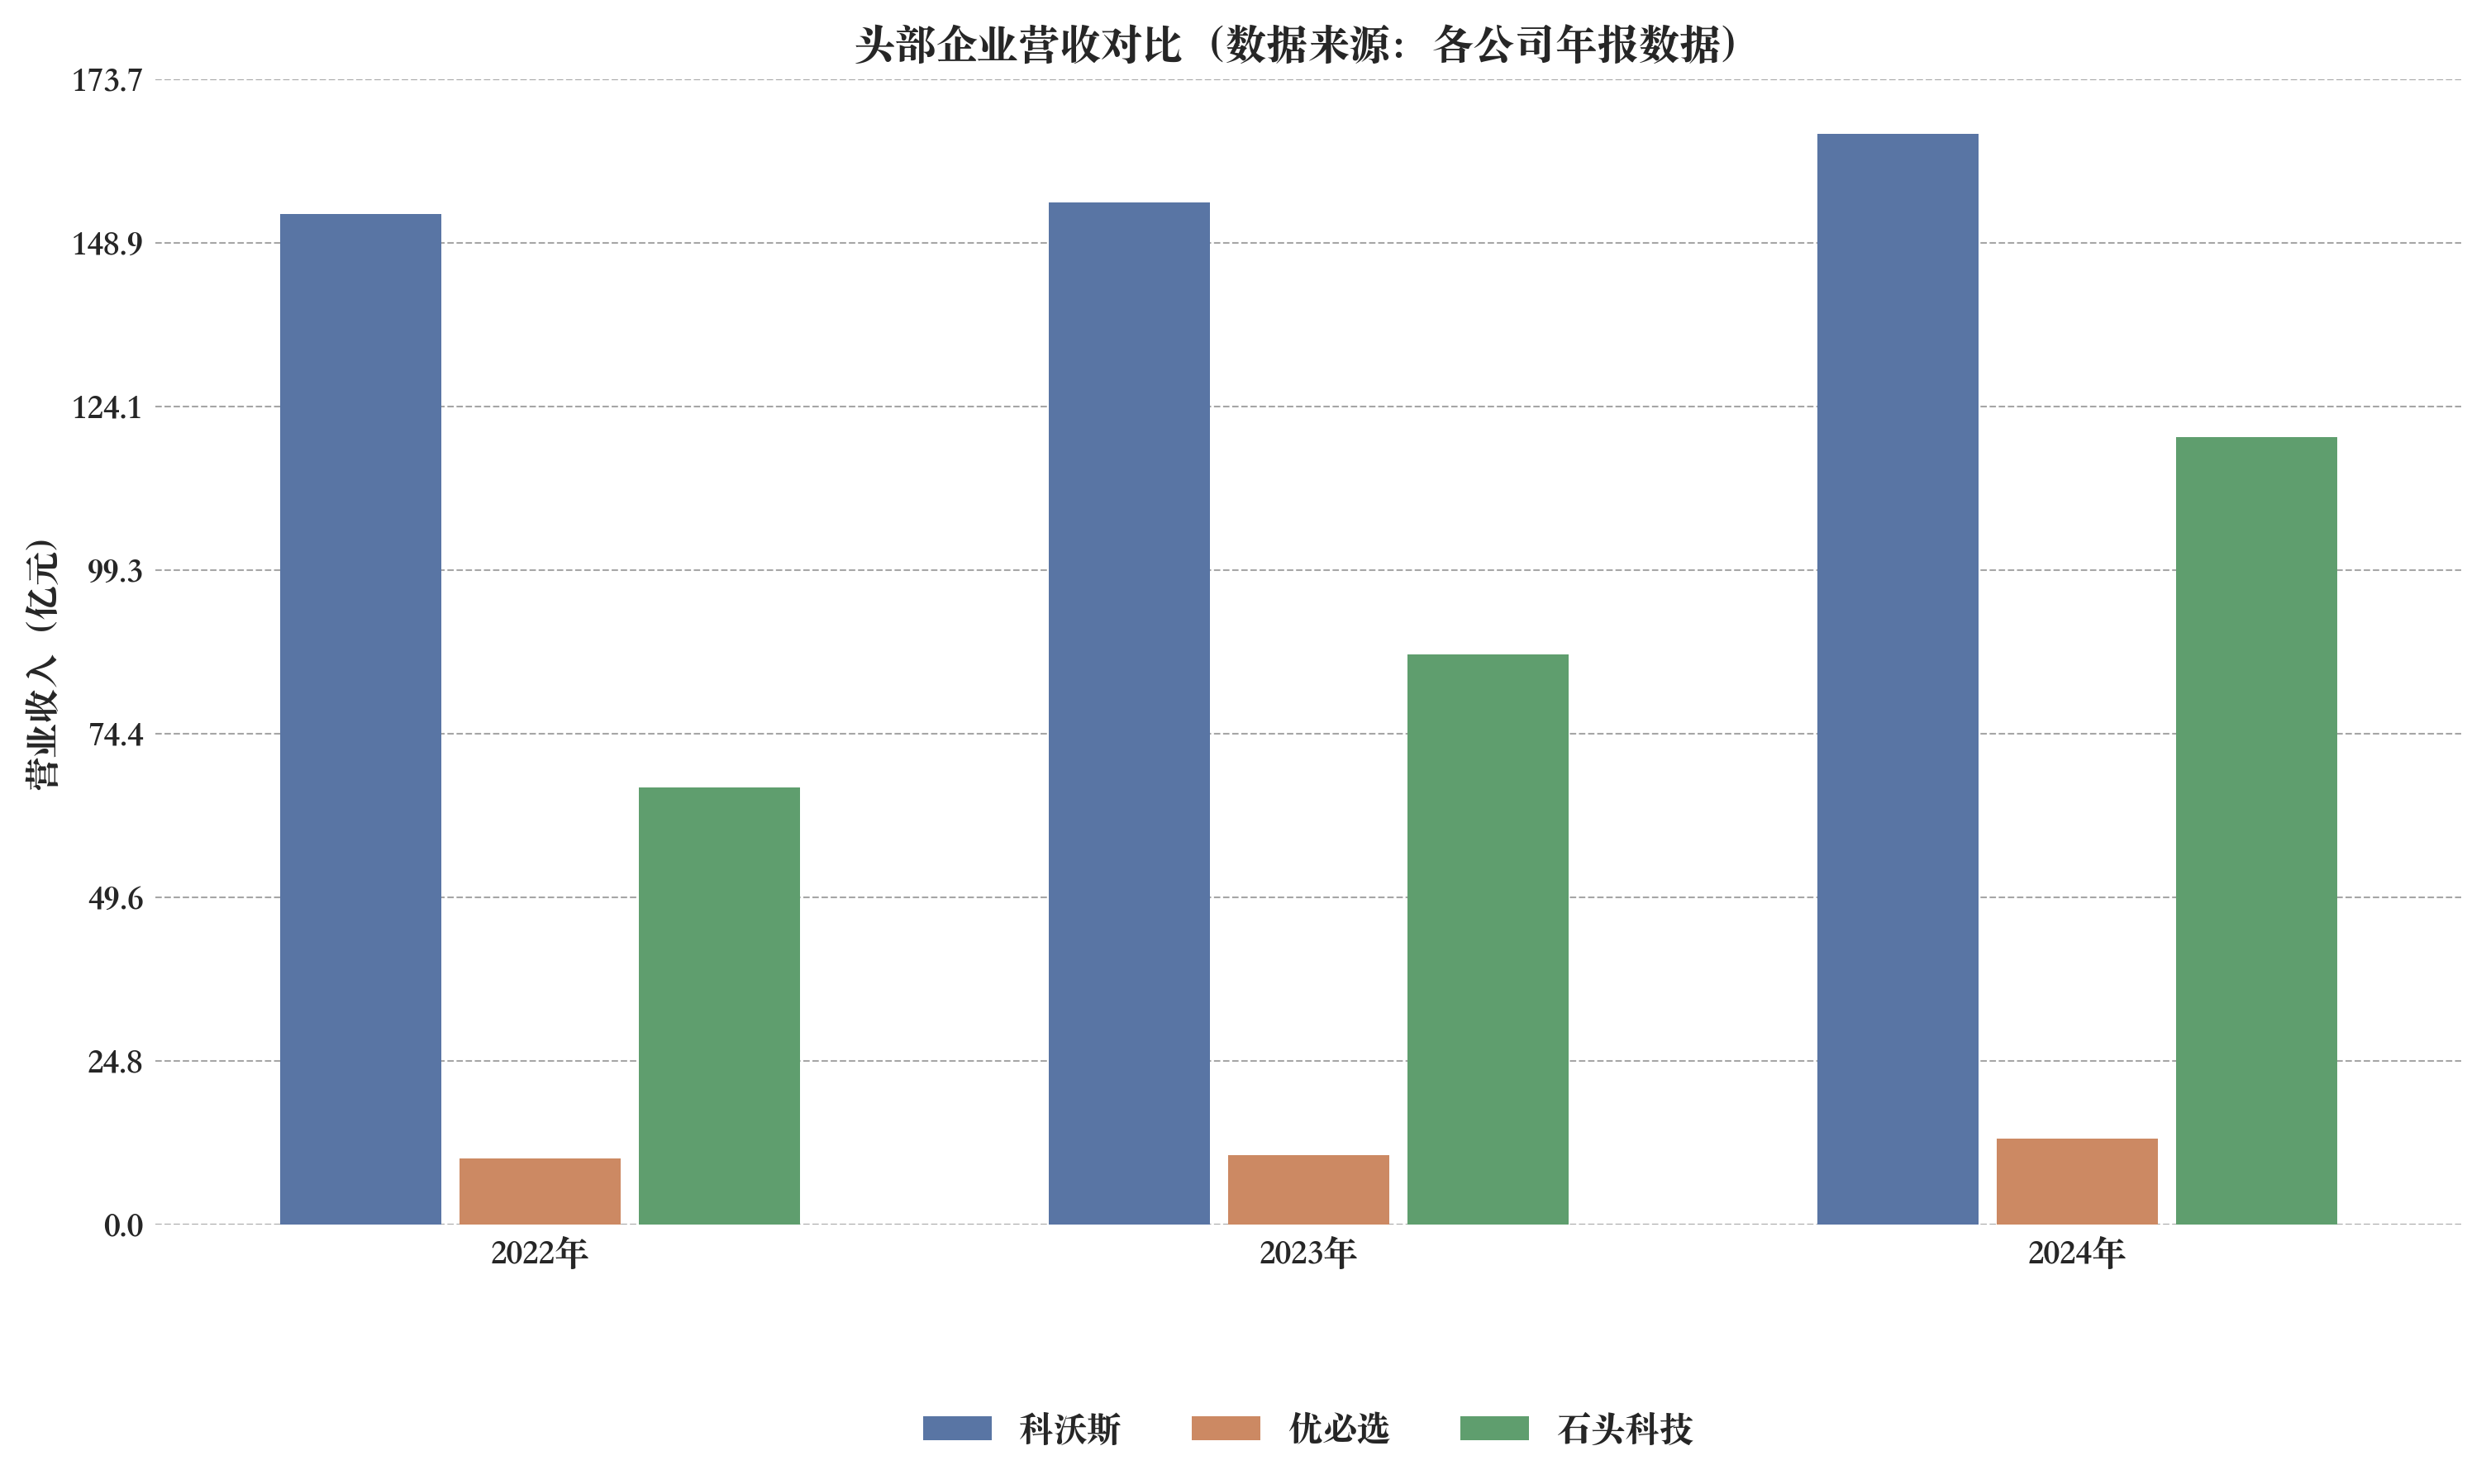 头部企业营收对比（数据来源：各公司年报数据）
营业收入（亿元）
173.7
148.9
124.1
99.3
74.4
49.6
24.8
0.0
2022年
2023年
2024年
科沃斯
优必选
石头科技